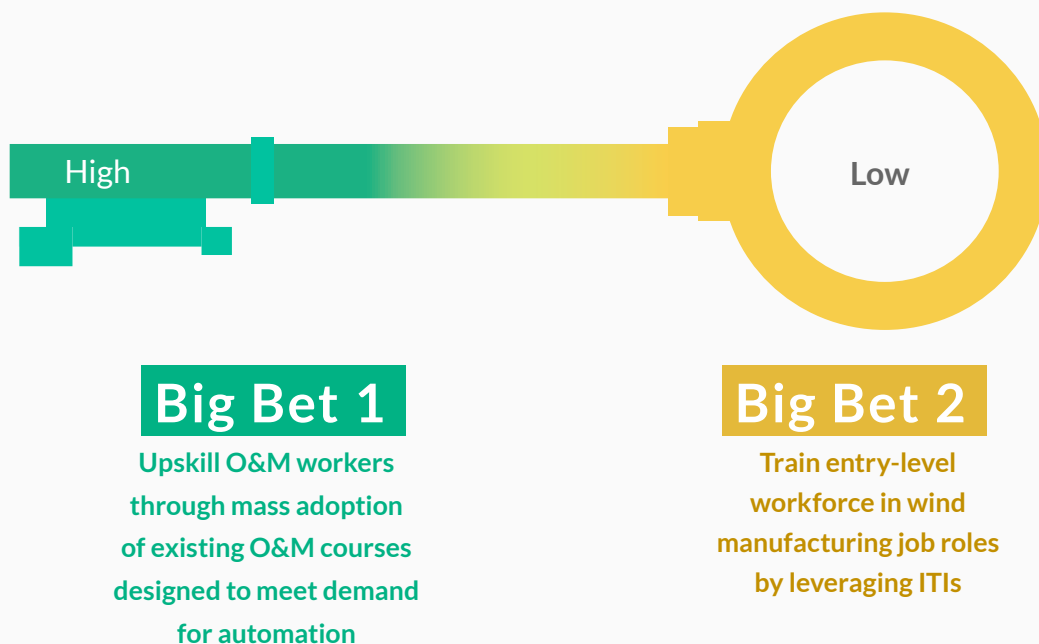 High
Low
Big Bet 1
Upskill O&M workers
through mass adoption
of existing O&M courses
designed to meet demand
for automation
Big Bet 2
Train entry-level
workforce in wind
manufacturing job roles
by leveraging ITIs